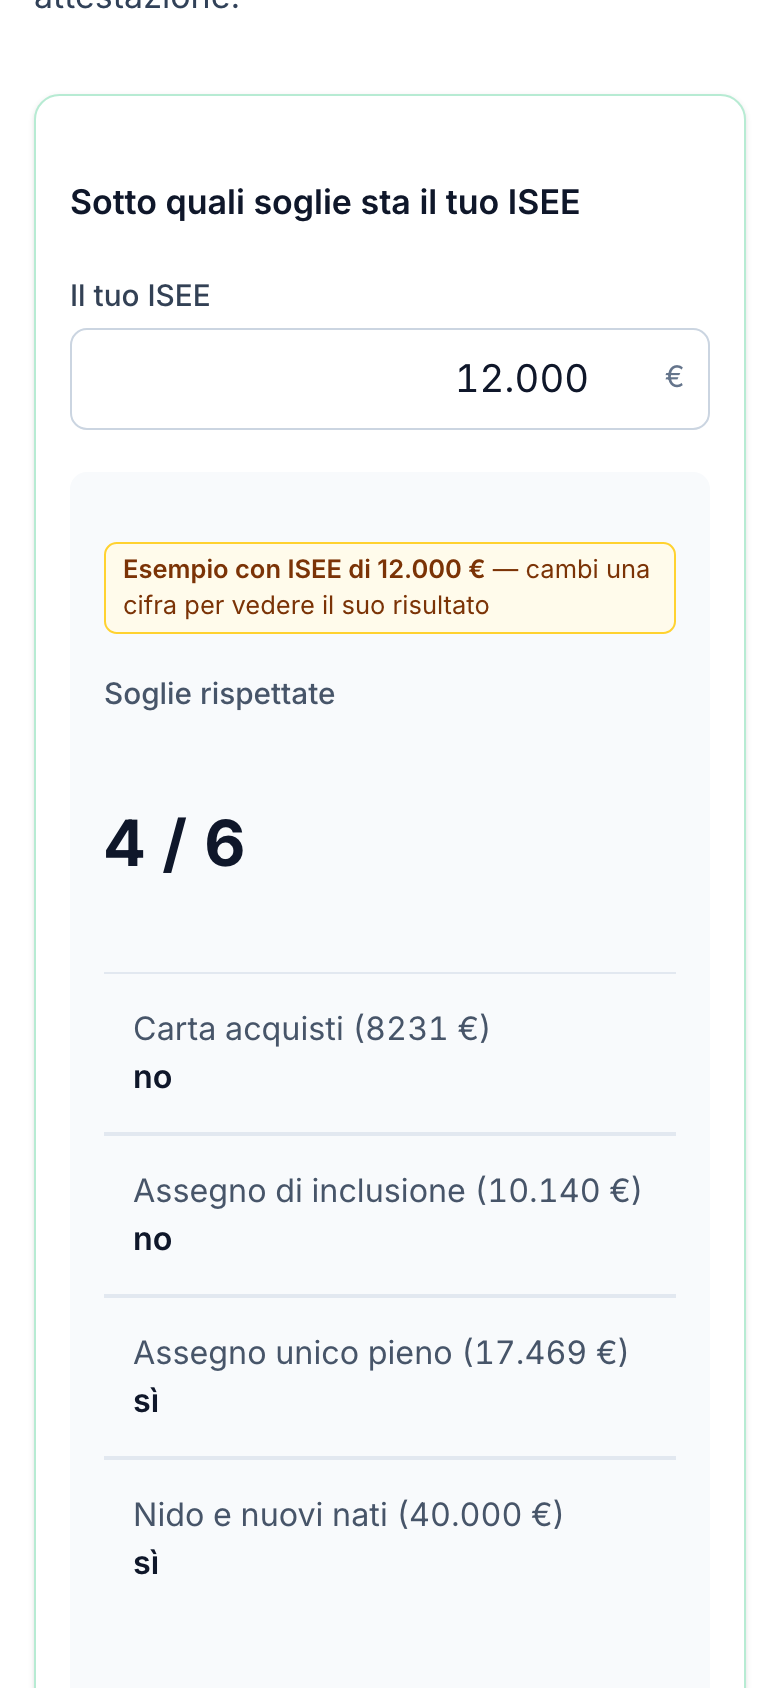 attestazione.
Sotto quali soglie sta il tuo ISEE
Il tuo ISEE
12.000 €
Esempio con ISEE di 12.000 € — cambi una
cifra per vedere il suo risultato
Soglie rispettate
4 / 6
Carta acquisti (8231 €)
no
Assegno di inclusione (10.140 €)
no
Assegno unico pieno (17.469 €)
sì
Nido e nuovi nati (40.000 €)
sì